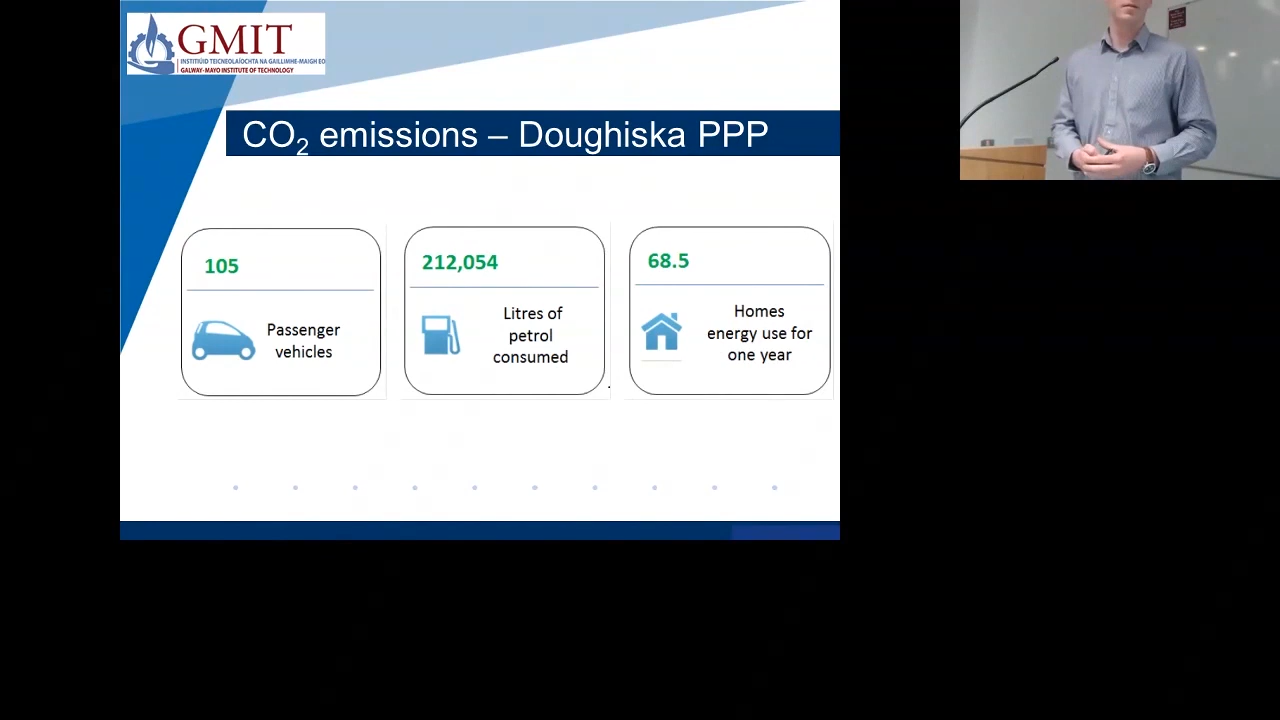 GMIT
INSTITIÚID TEICNEOLAÍOCHTA NA GAILLIMHE-MAIGH EO
GALWAY-MAYO INSTITUTE OF TECHNOLOGY
CO2 emissions – Doughiska PPP
105
Passenger
vehicles
212,054
Litres of
petrol
consumed
68.5
Homes
energy use for
one year